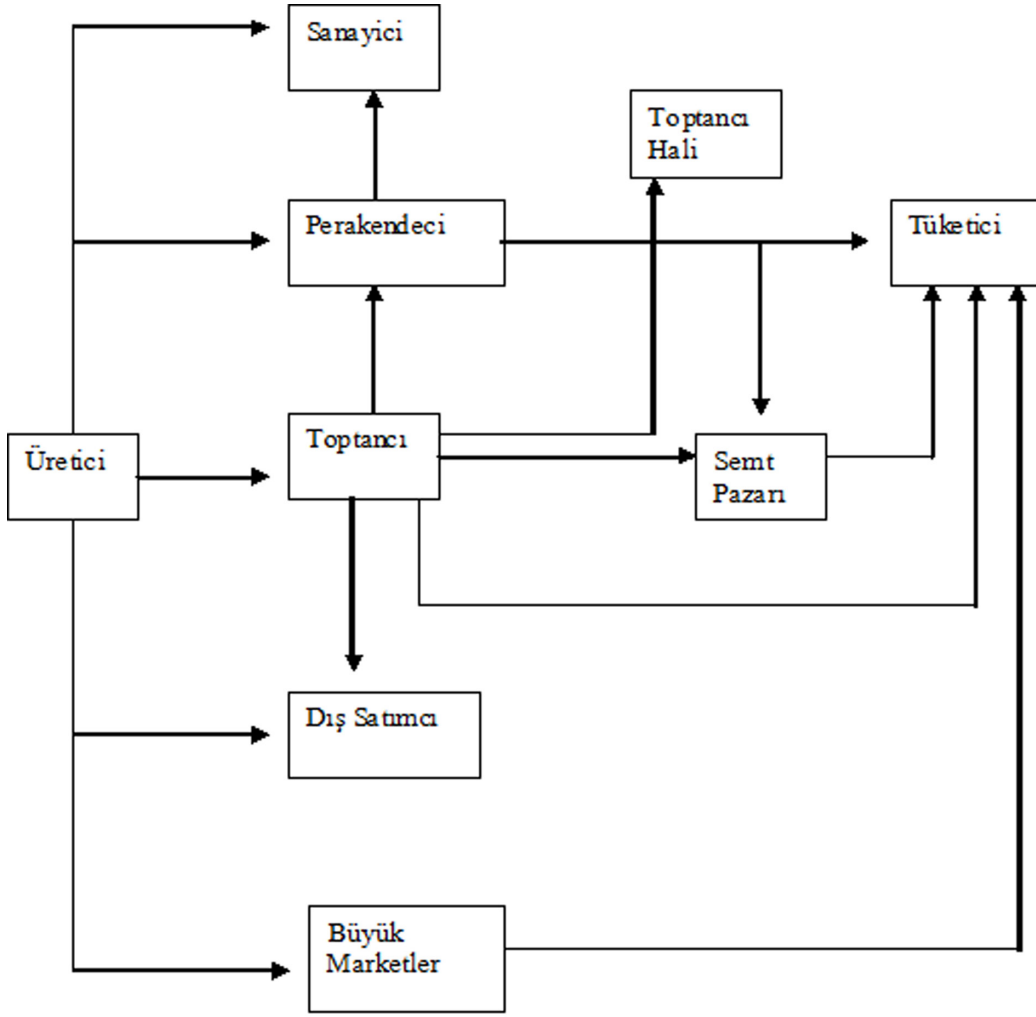 Sanayici
Toptancı
Hali
Perakendeci
Tüketici
Toptancı
Üretici
Semt
Pazarı
Dış Satımcı
Büyük
Marketler